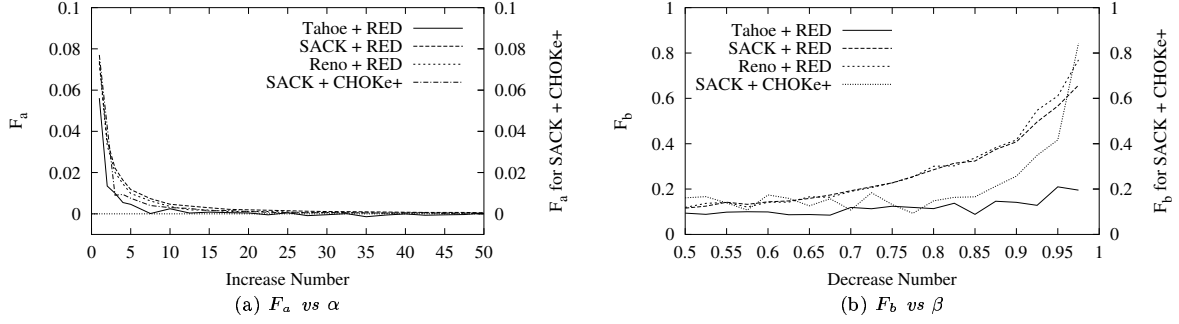 0.1
0.08
0.06
0.04
0.02
0
F_a
0.1
0.08
0.06
0.04
0.02
0
F_a for SACK + CHOKe+
Tahoe + RED
SACK + RED
Reno + RED
SACK + CHOKe+
0 5 10 15 20 25 30 35 40 45 50
Increase Number
(a) F_a vs α
1
0.8
0.6
0.4
0.2
0
F_b
1
0.8
0.6
0.4
0.2
0
F_b for SACK + CHOKe+
Tahoe + RED
SACK + RED
Reno + RED
SACK + CHOKe+
0.5 0.55 0.6 0.65 0.7 0.75 0.8 0.85 0.9 0.95 1
Decrease Number
(b) F_b vs β